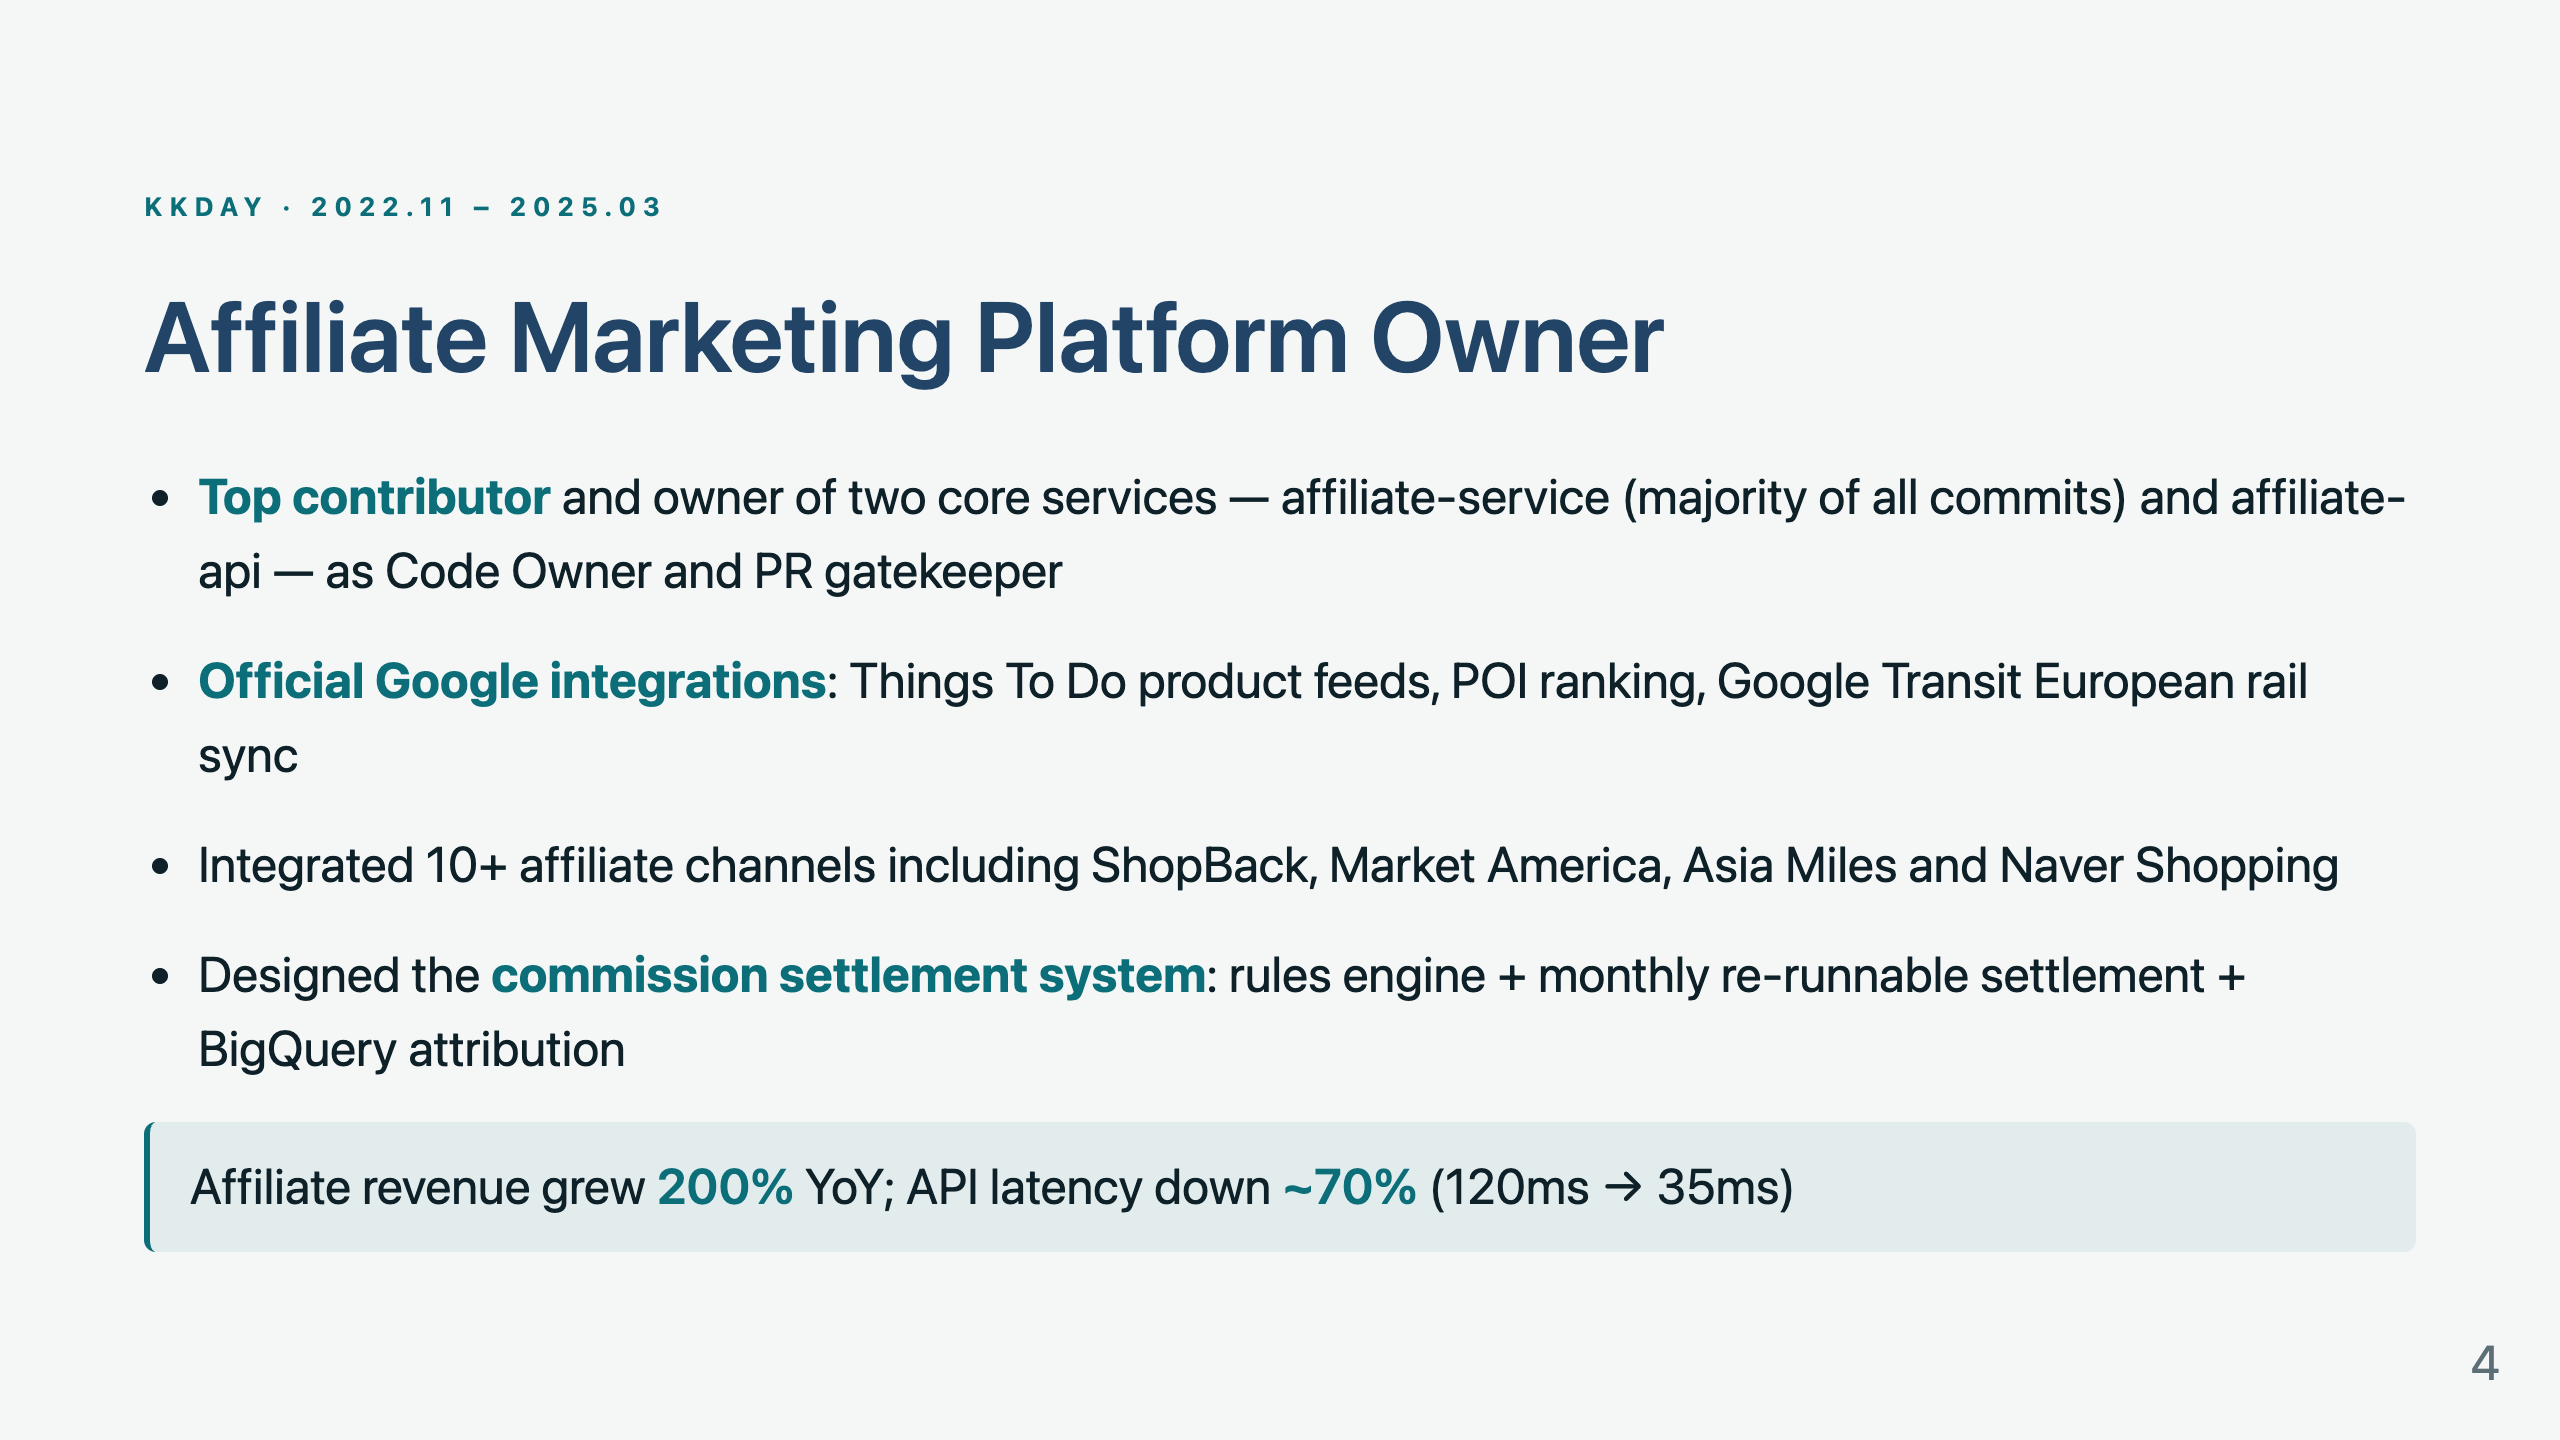 KKDAY · 2022.11 – 2025.03
Affiliate Marketing Platform Owner
• Top contributor and owner of two core services — affiliate-service (majority of all commits) and affiliate-
api — as Code Owner and PR gatekeeper
• Official Google integrations: Things To Do product feeds, POI ranking, Google Transit European rail
sync
• Integrated 10+ affiliate channels including ShopBack, Market America, Asia Miles and Naver Shopping
• Designed the commission settlement system: rules engine + monthly re-runnable settlement +
BigQuery attribution
Affiliate revenue grew 200% YoY; API latency down ~70% (120ms → 35ms)
4